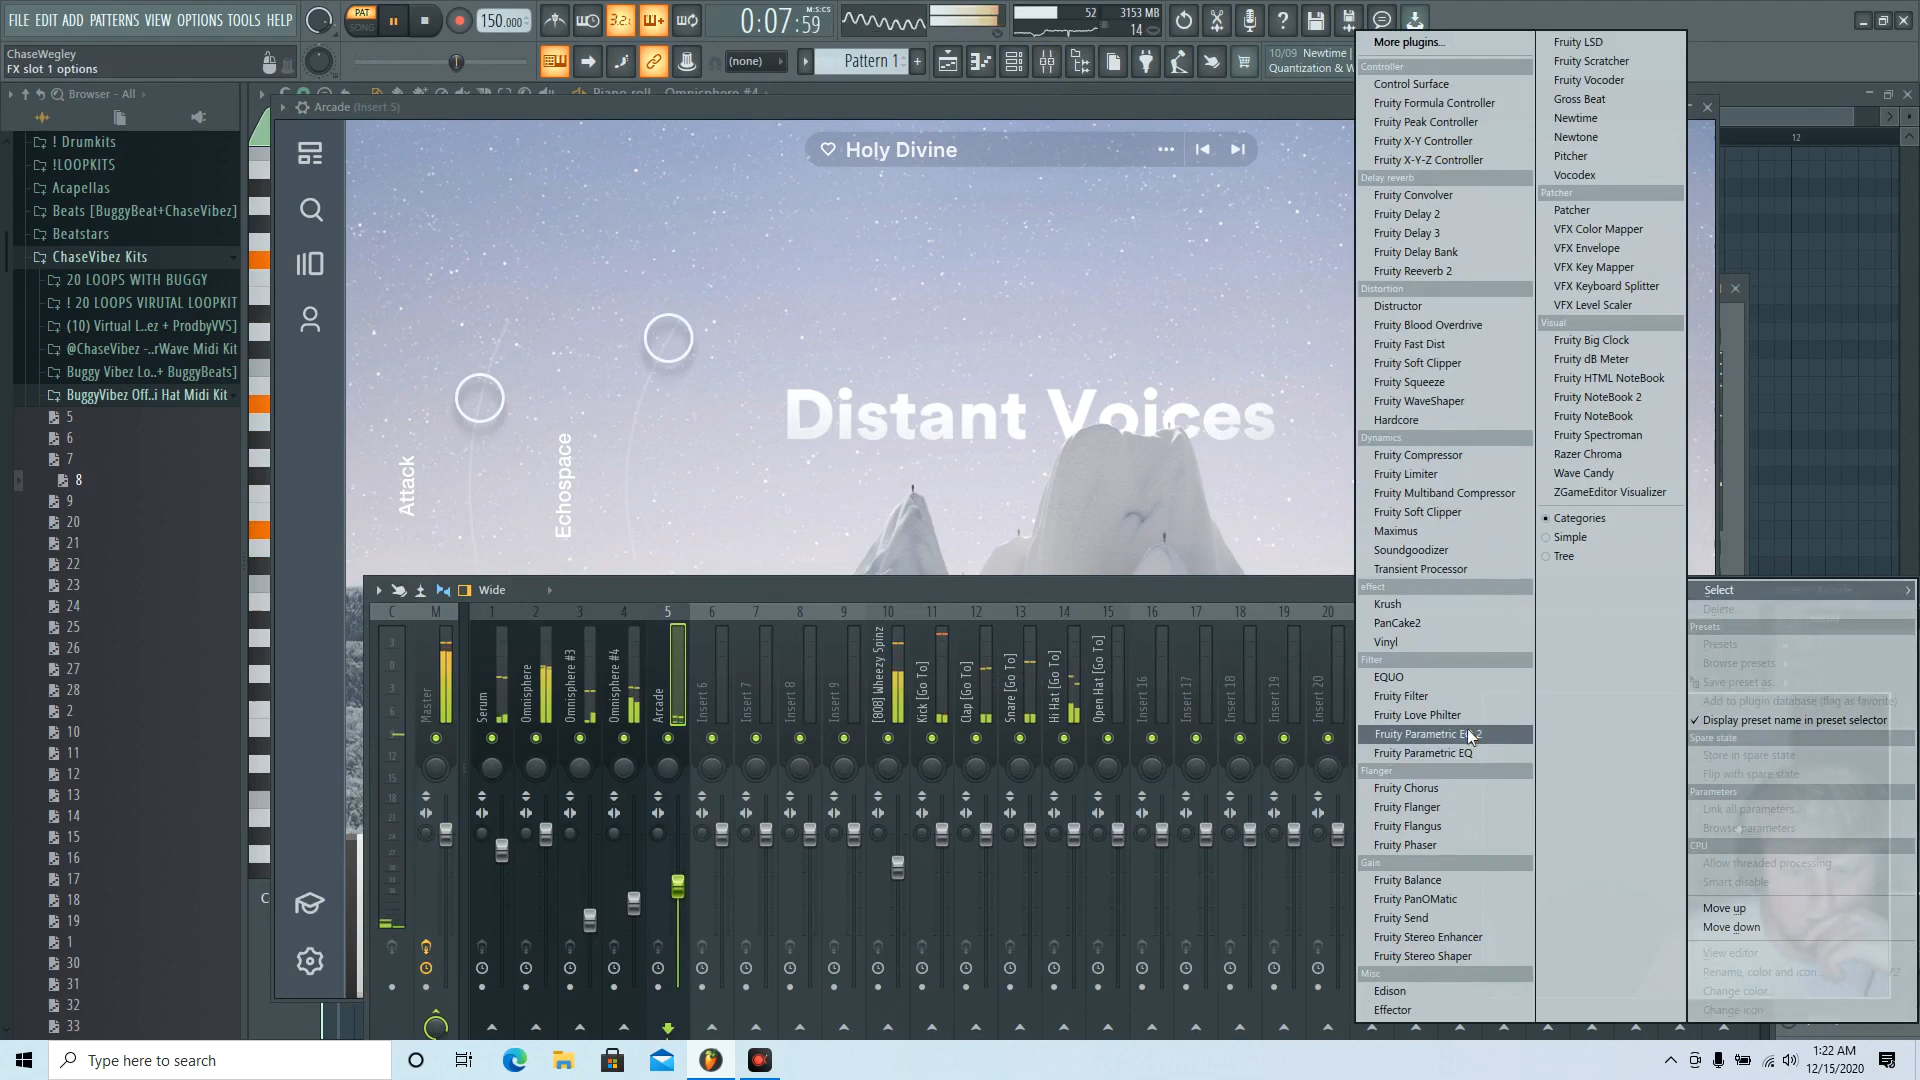 FILE EDIT ADD PATTERNS VIEW OPTIONS TOOLS HELP
PAT
SONG
150.000
3.2:
0:07:59
M:S:CS
52
3153 MB
14
ChaseWegley
FX slot 1 options
(none)
Pattern 1
10/09 Newtime |
Quantization & W
Browser - All
! Drumkits
!LOOPKITS
Acapellas
Beats [BuggyBeat+ChaseVibez]
Beatstars
ChaseVibez Kits
20 LOOPS WITH BUGGY
! 20 LOOPS VIRUTAL LOOPKIT
(10) Virtual l..ez + ProdbyVVS]
@ChaseVibez -..rWave Midi Kit
Buggy Vibez Lo..+ BuggyBeats]
BuggyVibez Off..i Hat Midi Kit
5
6
7
8
9
20
21
22
23
24
25
26
27
28
2
10
11
12
13
14
15
16
17
18
19
1
30
31
32
33
Piano roll - Omnisphere #4
Arcade (Insert 5)
Holy Divine
Distant Voices
Attack
Echospace
12
Wide
C M 1 2 3 4 5 6 7 8 9 10 11 12 13 14 15 16 17 18 19 20
Master
Serum
Omnisphere
Omnisphere #3
Omnisphere #4
Arcade
Insert 6
Insert 7
Insert 8
Insert 9
[808] Wheezy Spinz
Kick [Go To]
Clap [Go To]
Snare [Go To]
Hi Hat [Go To]
Open Hat [Go To]
Insert 16
Insert 17
Insert 18
Insert 19
Insert 20
More plugins...
Controller
Control Surface
Fruity Formula Controller
Fruity Peak Controller
Fruity X-Y Controller
Fruity X-Y-Z Controller
Delay reverb
Fruity Convolver
Fruity Delay 2
Fruity Delay 3
Fruity Delay Bank
Fruity Reeverb 2
Distortion
Distructor
Fruity Blood Overdrive
Fruity Fast Dist
Fruity Soft Clipper
Fruity Squeeze
Fruity WaveShaper
Hardcore
Dynamics
Fruity Compressor
Fruity Limiter
Fruity Multiband Compressor
Fruity Soft Clipper
Maximus
Soundgoodizer
Transient Processor
effect
Krush
PanCake2
Vinyl
Filter
EQUO
Fruity Filter
Fruity Love Philter
Fruity Parametric EQ 2
Fruity Parametric EQ
Flanger
Fruity Chorus
Fruity Flanger
Fruity Flangus
Fruity Phaser
Gain
Fruity Balance
Fruity PanOMatic
Fruity Send
Fruity Stereo Enhancer
Fruity Stereo Shaper
Misc
Edison
Effector
Fruity LSD
Fruity Scratcher
Fruity Vocoder
Gross Beat
Newtime
Newtone
Pitcher
Vocodex
Patcher
Patcher
VFX Color Mapper
VFX Envelope
VFX Key Mapper
VFX Keyboard Splitter
VFX Level Scaler
Visual
Fruity Big Clock
Fruity dB Meter
Fruity HTML NoteBook
Fruity NoteBook 2
Fruity NoteBook
Fruity Spectroman
Razer Chroma
Wave Candy
ZGameEditor Visualizer
Categories
Simple
Tree
Select
Delete
Presets
Presets
Browse presets
Save preset as...
Add to plugin database (flag as favorite)
Display preset name in preset selector
Spare state
Store in spare state
Flip with spare state
Parameters
Link all parameters...
Browse parameters
CPU
Allow threaded processing
Smart disable
Move up
Move down
View editor
Rename, color and icon... F2
Change color...
Change icon
Type here to search
1:22 AM
12/15/2020